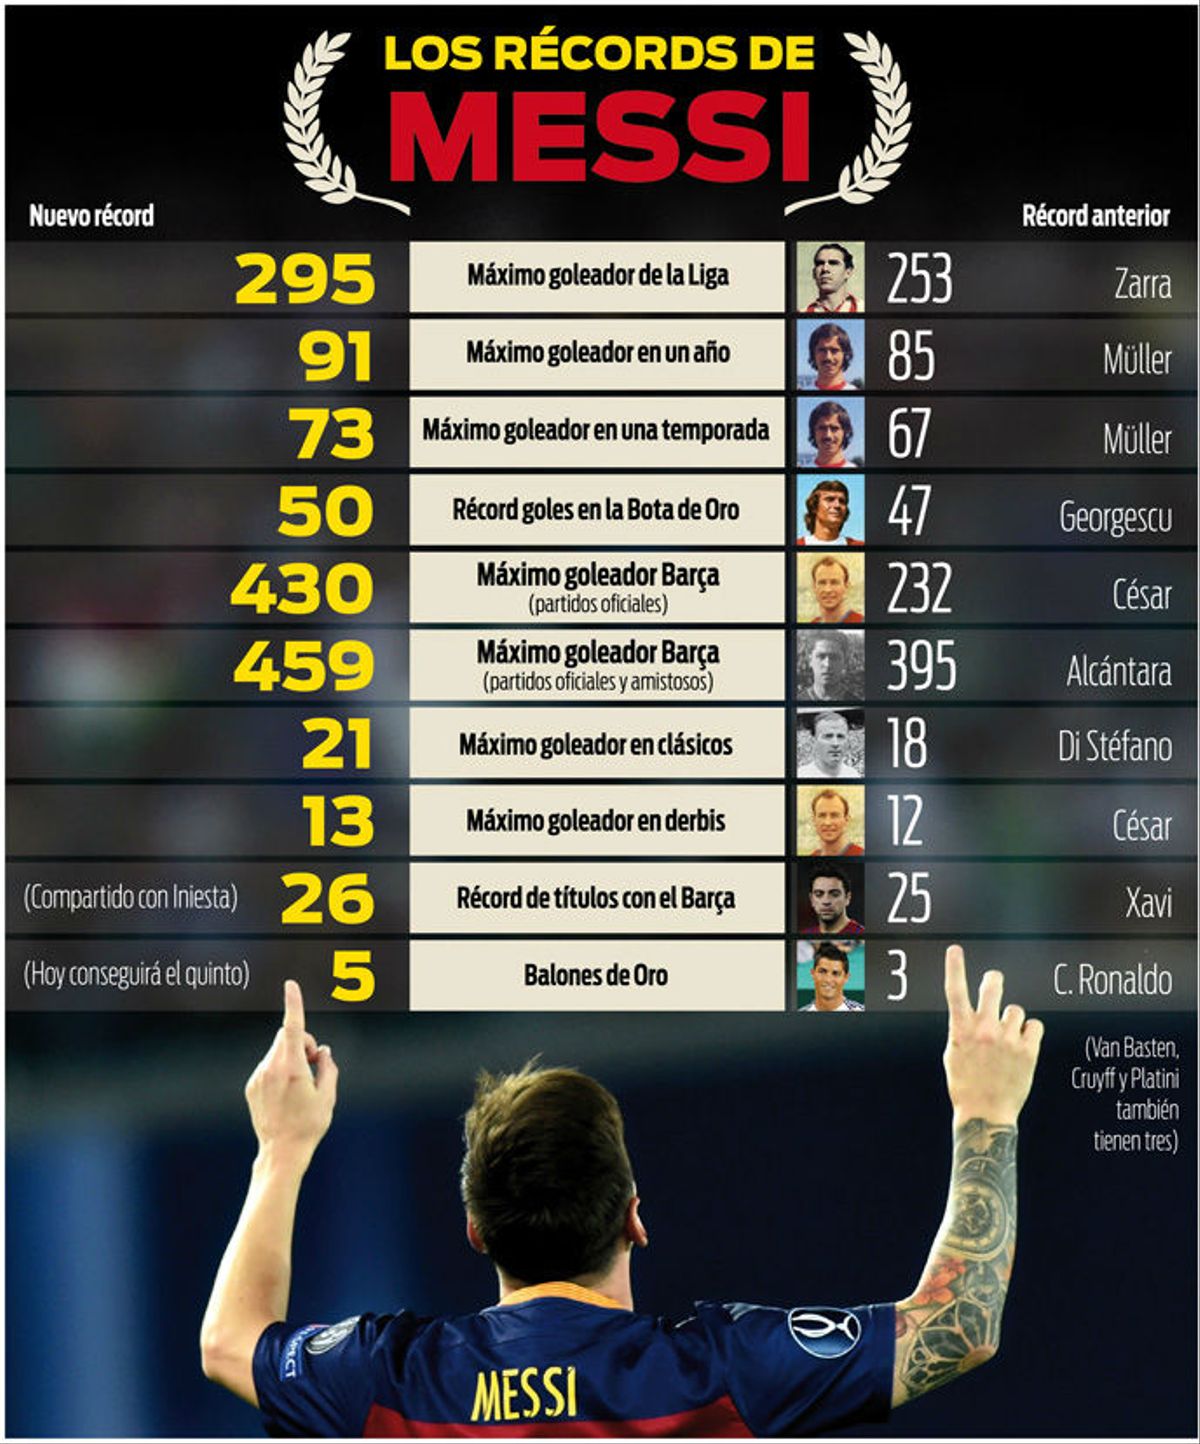 LOS RÉCORDS DE
MESSI
Nuevo récord
Récord anterior
295 Máximo goleador de la Liga 253 Zarra
91 Máximo goleador en un año 85 Müller
73 Máximo goleador en una temporada 67 Müller
50 Récord goles en la Bota de Oro 47 Georgescu
430 Máximo goleador Barça
(partidos oficiales) 232 César
459 Máximo goleador Barça
(partidos oficiales y amistosos) 395 Alcántara
21 Máximo goleador en clásicos 18 Di Stéfano
13 Máximo goleador en derbis 12 César
(Compartido con Iniesta) 26 Récord de títulos con el Barça 25 Xavi
(Hoy conseguirá el quinto) 5 Balones de Oro 3 C. Ronaldo
(Van Basten,
Cruyff y Platini
también
tienen tres)
RESPECT
MESSI